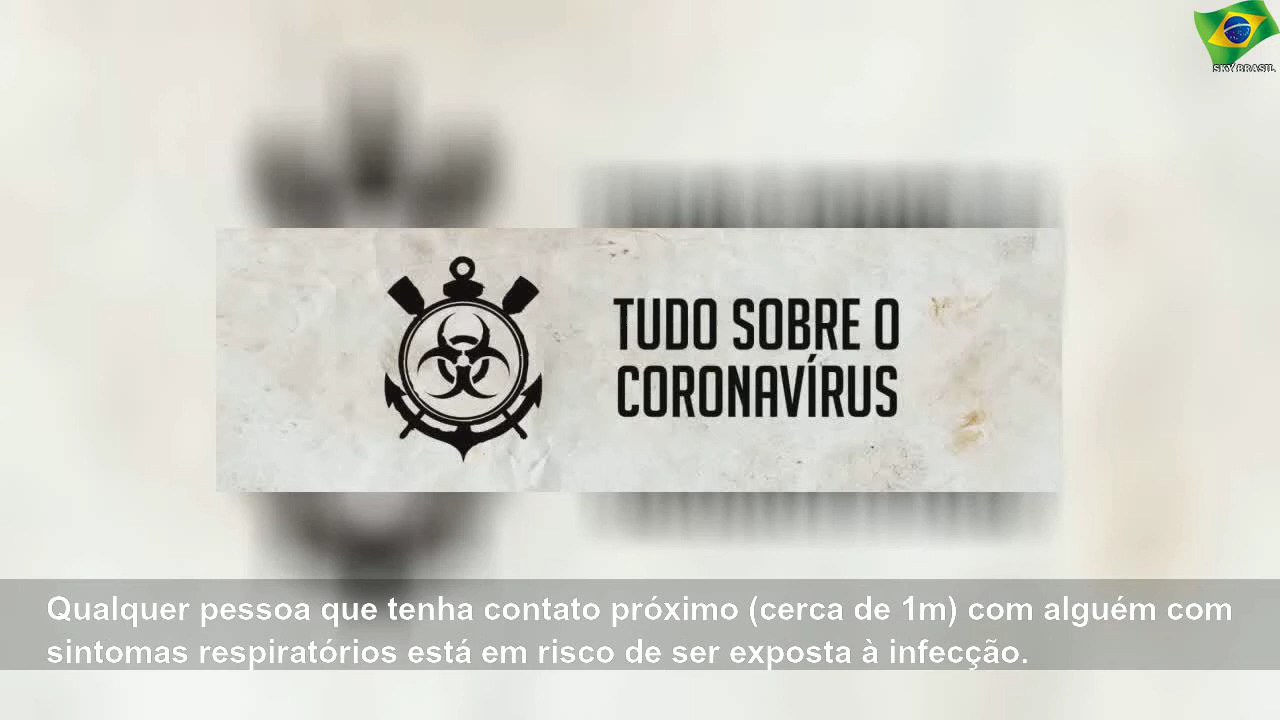 SKY BRASIL
TUDO SOBRE O
CORONAVÍRUS
Qualquer pessoa que tenha contato próximo (cerca de 1m) com alguém com
sintomas respiratórios está em risco de ser exposta à infecção.